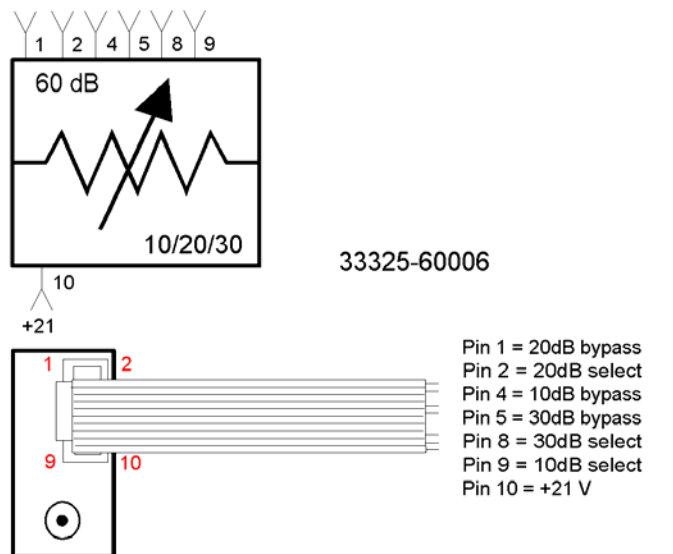 1 2 4 5 8 9
60 dB
10/20/30
10
+21
33325-60006
1 2
9 10
Pin 1 = 20dB bypass
Pin 2 = 20dB select
Pin 4 = 10dB bypass
Pin 5 = 30dB bypass
Pin 8 = 30dB select
Pin 9 = 10dB select
Pin 10 = +21 V